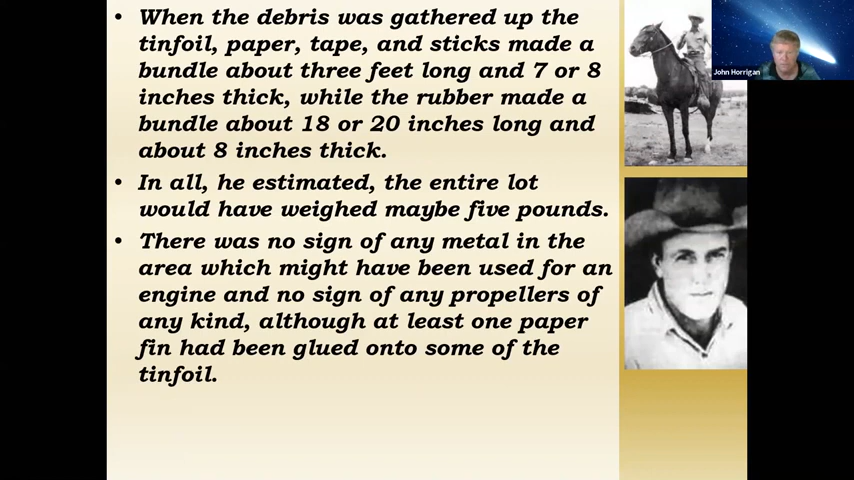 • When the debris was gathered up the
tinfoil, paper, tape, and sticks made a
bundle about three feet long and 7 or 8
inches thick, while the rubber made a
bundle about 18 or 20 inches long and
about 8 inches thick.
• In all, he estimated, the entire lot
would have weighed maybe five pounds.
• There was no sign of any metal in the
area which might have been used for an
engine and no sign of any propellers of
any kind, although at least one paper
fin had been glued onto some of the
tinfoil.
John Horrigan